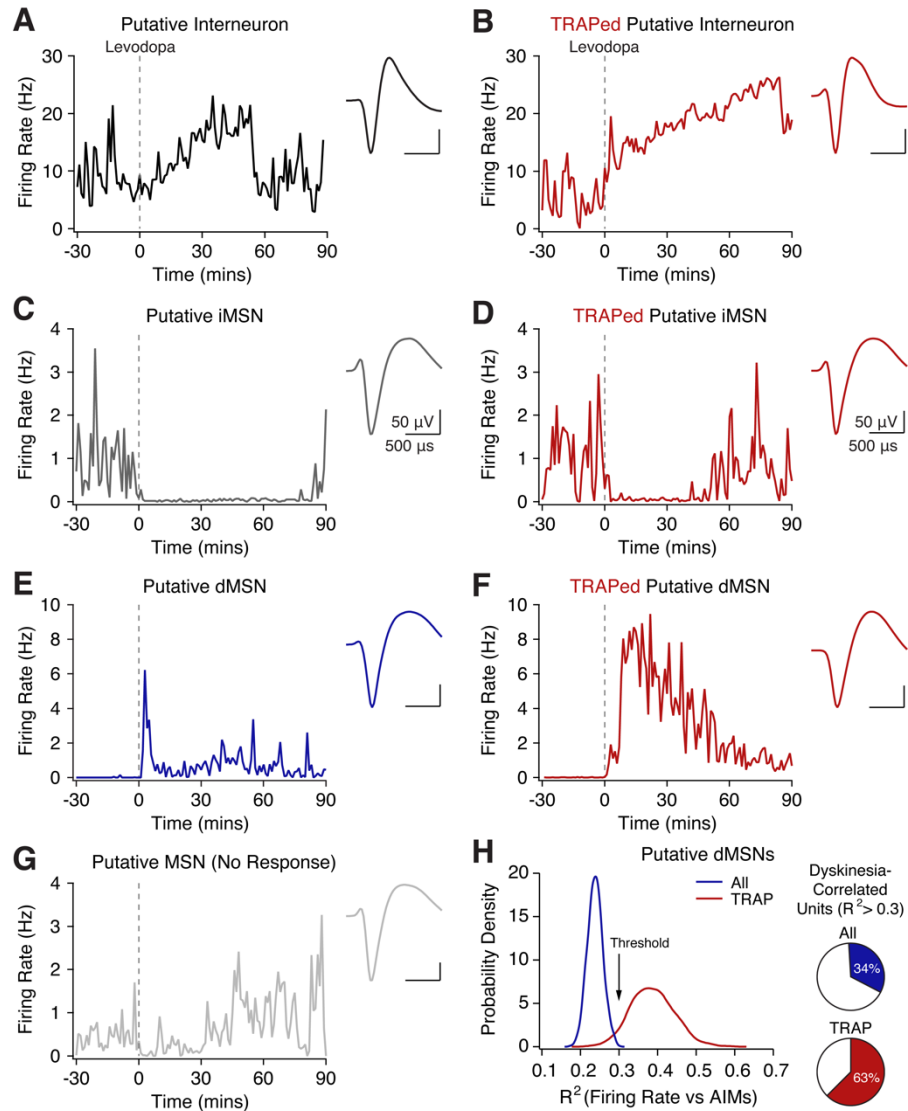 A
Putative Interneuron
Levodopa
Firing Rate (Hz)
30
20
10
0
-30 0 30 60 90
Time (mins)
B
TRAPed Putative Interneuron
Levodopa
Firing Rate (Hz)
30
20
10
0
-30 0 30 60 90
Time (mins)
C
Putative iMSN
Firing Rate (Hz)
4
3
2
1
0
-30 0 30 60 90
Time (mins)
50 µV
500 µs
D
TRAPed Putative iMSN
Firing Rate (Hz)
4
3
2
1
0
-30 0 30 60 90
Time (mins)
50 µV
500 µs
E
Putative dMSN
Firing Rate (Hz)
10
8
6
4
2
0
-30 0 30 60 90
Time (mins)
F
TRAPed Putative dMSN
Firing Rate (Hz)
10
8
6
4
2
0
-30 0 30 60 90
Time (mins)
G
Putative MSN (No Response)
Firing Rate (Hz)
4
3
2
1
0
-30 0 30 60 90
Time (mins)
H
Putative dMSNs
All
TRAP
Threshold
Probability Density
20
15
10
5
0
0.1 0.2 0.3 0.4 0.5 0.6 0.7
R² (Firing Rate vs AIMs)
Dyskinesia-
Correlated
Units (R² > 0.3)
All
34%
TRAP
63%